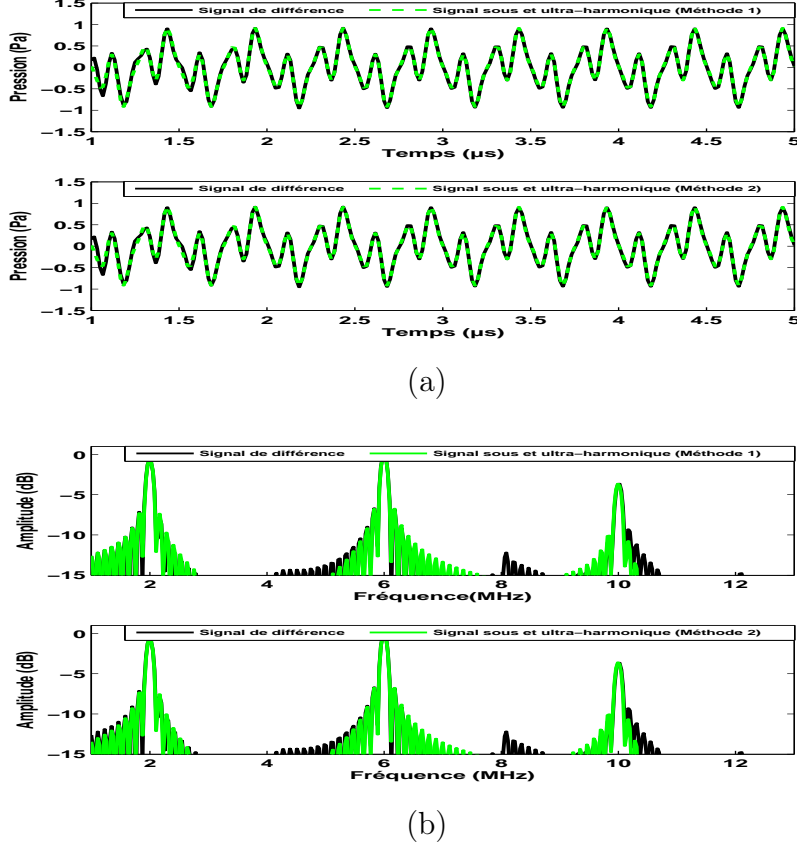 Signal de différence Signal sous et ultra−harmonique (Méthode 1)
1.5
1
0.5
0
−0.5
−1
−1.5
Pression (Pa)
1 1.5 2 2.5 3 3.5 4 4.5 5
Temps (µs)
Signal de différence Signal sous et ultra−harmonique (Méthode 2)
1.5
1
0.5
0
−0.5
−1
−1.5
Pression (Pa)
1 1.5 2 2.5 3 3.5 4 4.5 5
Temps (µs)
(a)
Signal de différence Signal sous et ultra−harmonique (Méthode 1)
0
−5
−10
−15
Amplitude (dB)
2 4 6 8 10 12
Fréquence(MHz)
Signal de différence Signal sous et ultra−harmonique (Méthode 2)
0
−5
−10
−15
Amplitude (dB)
2 4 6 8 10 12
Fréquence (MHz)
(b)